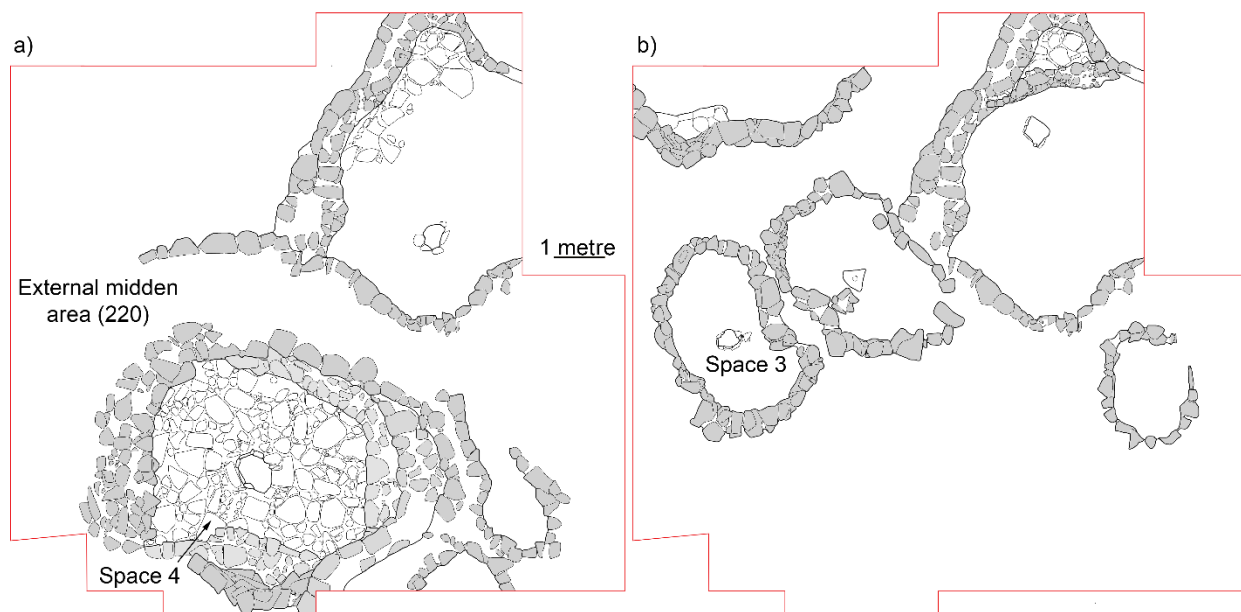 a)
b)
1 metre
External midden
area (220)
Space 3
Space 4